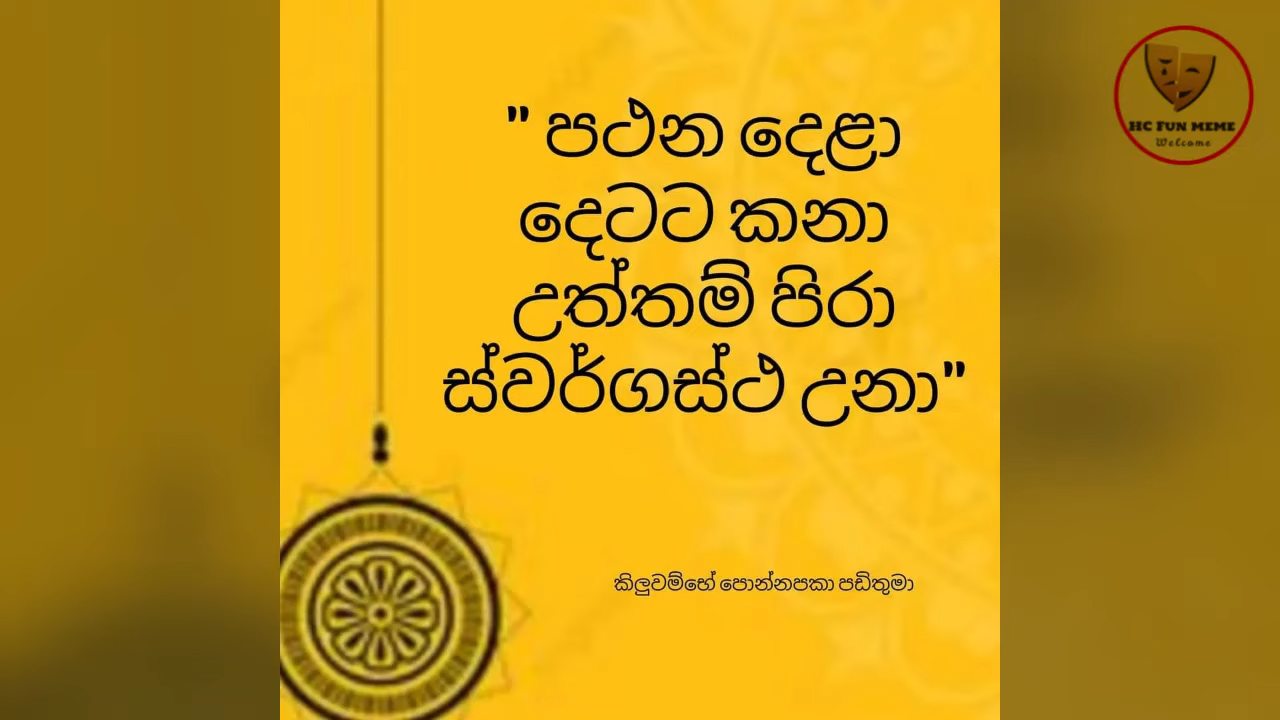 " පඨන දෙළා
දෙටට කනා
උත්තම් පිරා
ස්වර්ගස්ථ උනා"
කිලුවම්හේ පොන්නපකා පඩිතුමා
HC FUN MEME
Welcome